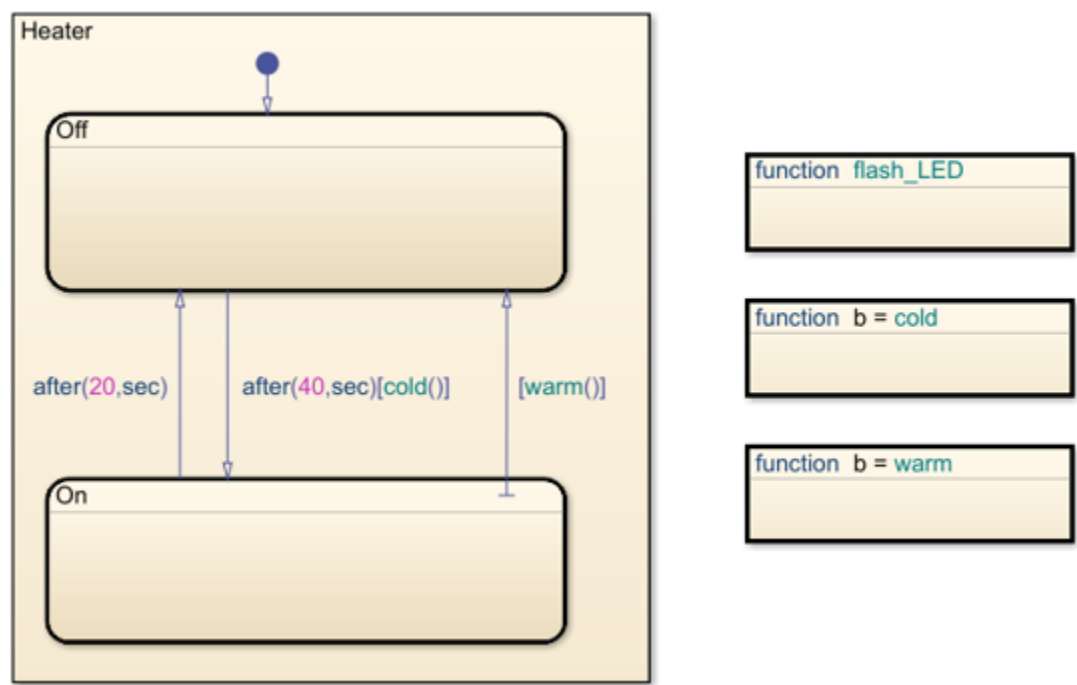 Heater
Off
after(20,sec)
after(40,sec)[cold()]
[warm()]
On
function flash_LED
function b = cold
function b = warm